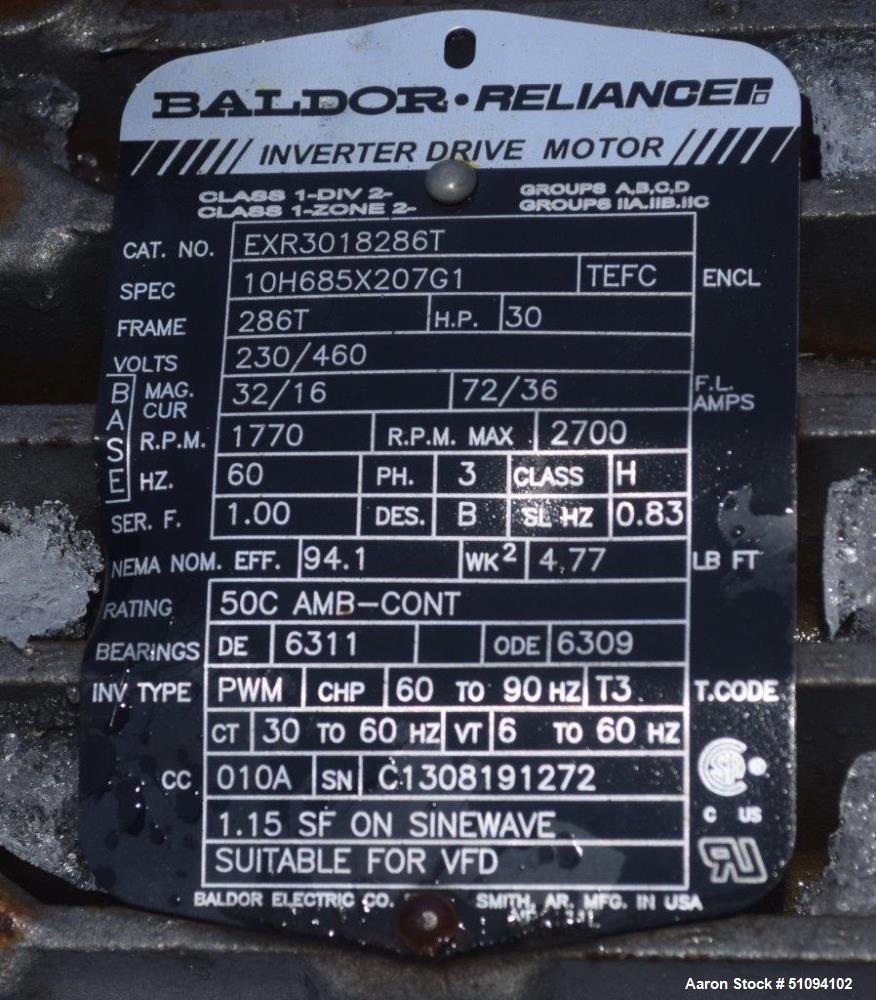 BALDOR•RELIANCER
INVERTER DRIVE MOTOR
CLASS 1-DIV 2- GROUPS A,B,C,D
CLASS 1-ZONE 2- GROUPS IIA.IIB.IIC
CAT. NO. EXR3018286T
SPEC 10H685X207G1 TEFC ENCL
FRAME 286T H.P. 30
VOLTS 230/460
BASE
MAG. CUR 32/16 72/36 F.L. AMPS
R.P.M. 1770 R.P.M. MAX 2700
HZ. 60 PH. 3 CLASS H
SER. F. 1.00 DES. B SL HZ 0.83
NEMA NOM. EFF. 94.1 WK2 4.77 LB FT
RATING 50C AMB-CONT
BEARINGS DE 6311 ODE 6309
INV TYPE PWM CHP 60 TO 90 HZ T3. T.CODE
CT 30 TO 60 HZ VT 6 TO 60 HZ
CC 010A SN C1308191272
1.15 SF ON SINEWAVE
C US
SUITABLE FOR VFD
BALDOR ELECTRIC CO. SMITH, AR. MFG. IN USA
Aaron Stock # 51094102